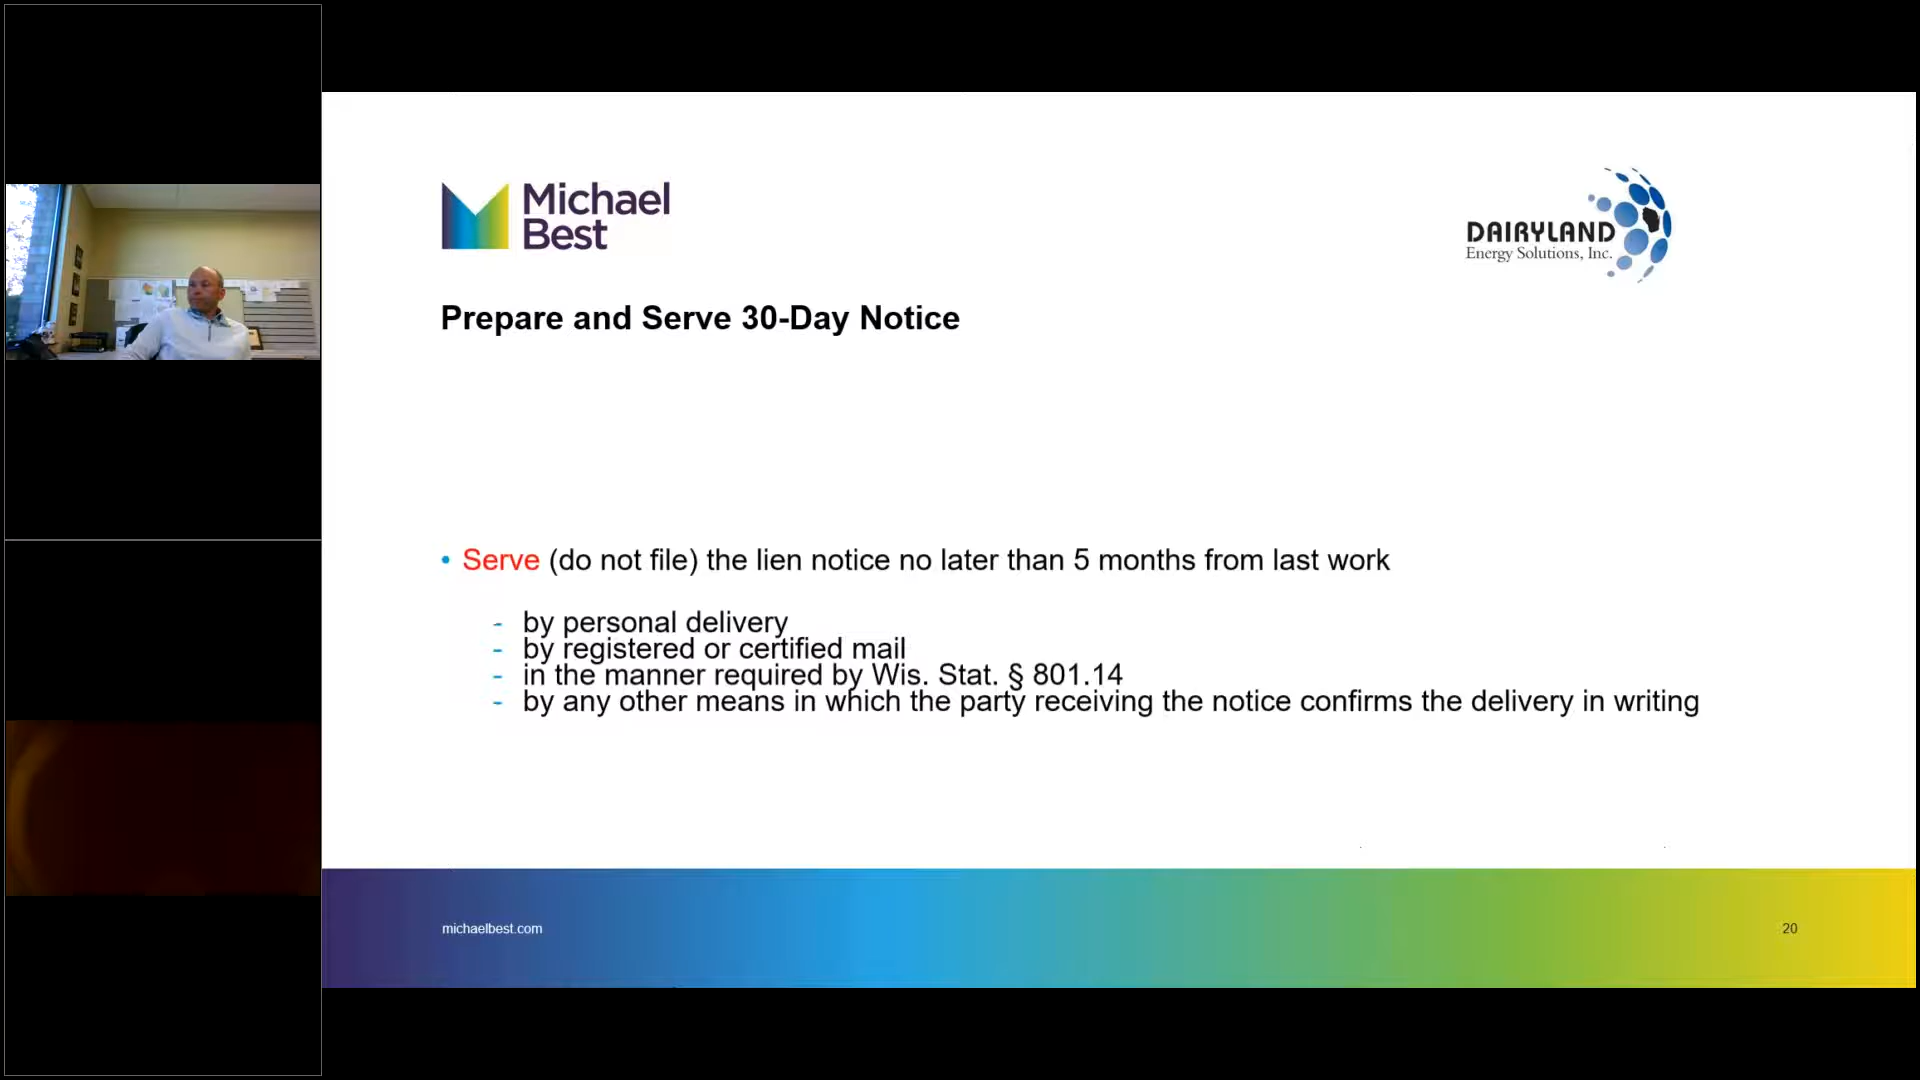 Michael
Best
DAIRYLAND
Energy Solutions, Inc.
Prepare and Serve 30-Day Notice
• Serve (do not file) the lien notice no later than 5 months from last work
- by personal delivery
- by registered or certified mail
- in the manner required by Wis. Stat. § 801.14
- by any other means in which the party receiving the notice confirms the delivery in writing
michaelbest.com
20